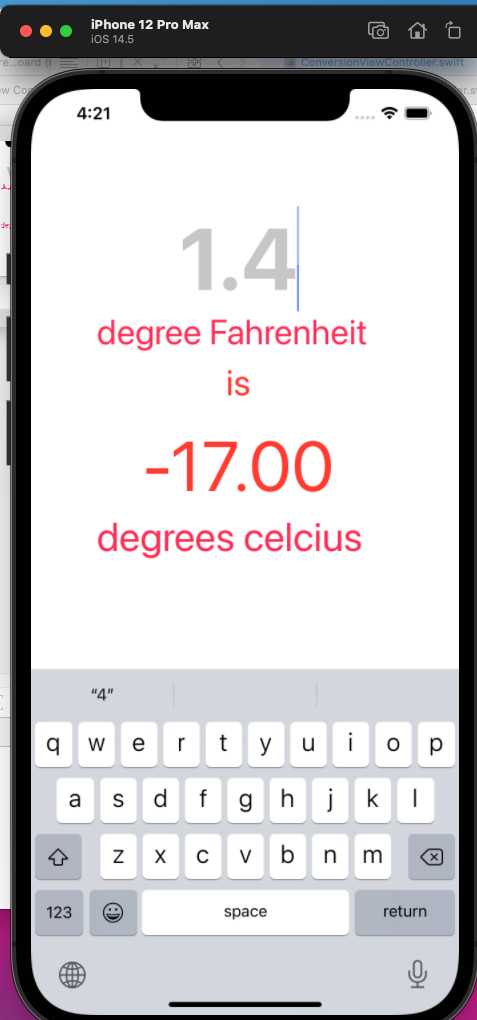 iPhone 12 Pro Max
iOS 14.5
ConversionViewController.swift
4:21
1.4
degree Fahrenheit
is
-17.00
degrees celcius
“4”
q w e r t y u i o p
a s d f g h j k l
z x c v b n m
123 space return